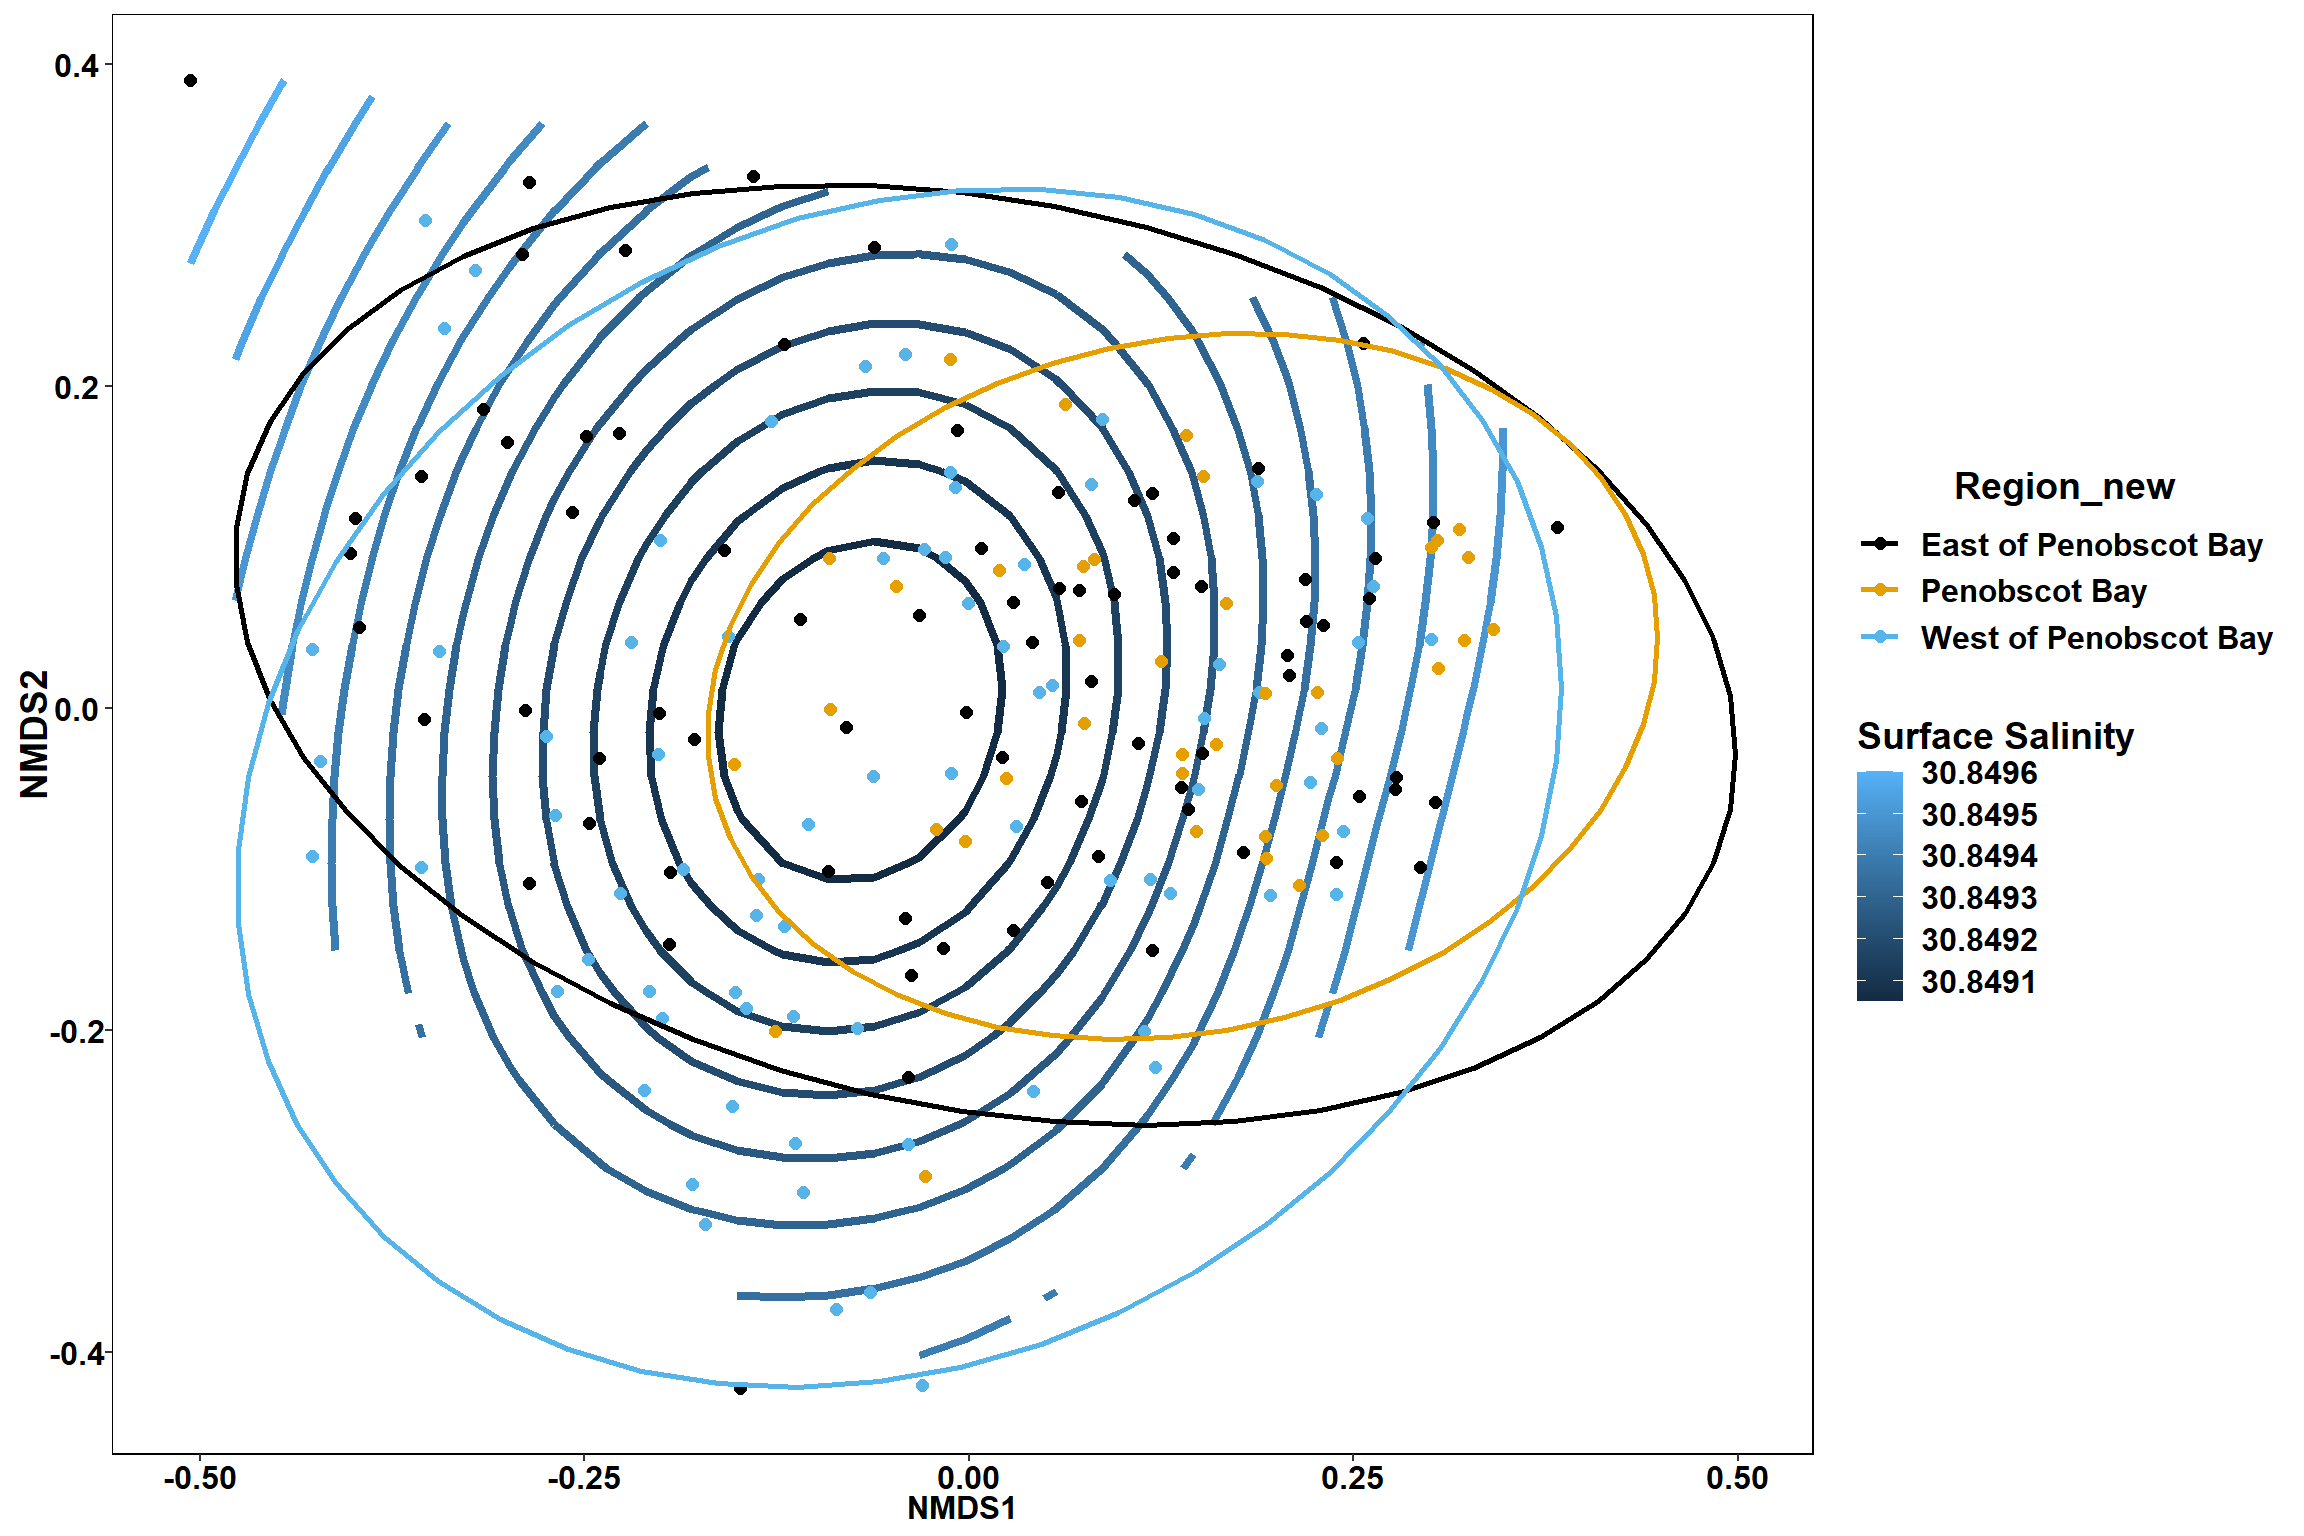 0.4
0.2
0.0
-0.2
-0.4
NMDS2
-0.50
-0.25
0.00
0.25
0.50
NMDS1
Region_new
East of Penobscot Bay
Penobscot Bay
West of Penobscot Bay
Surface Salinity
30.8496
30.8495
30.8494
30.8493
30.8492
30.8491